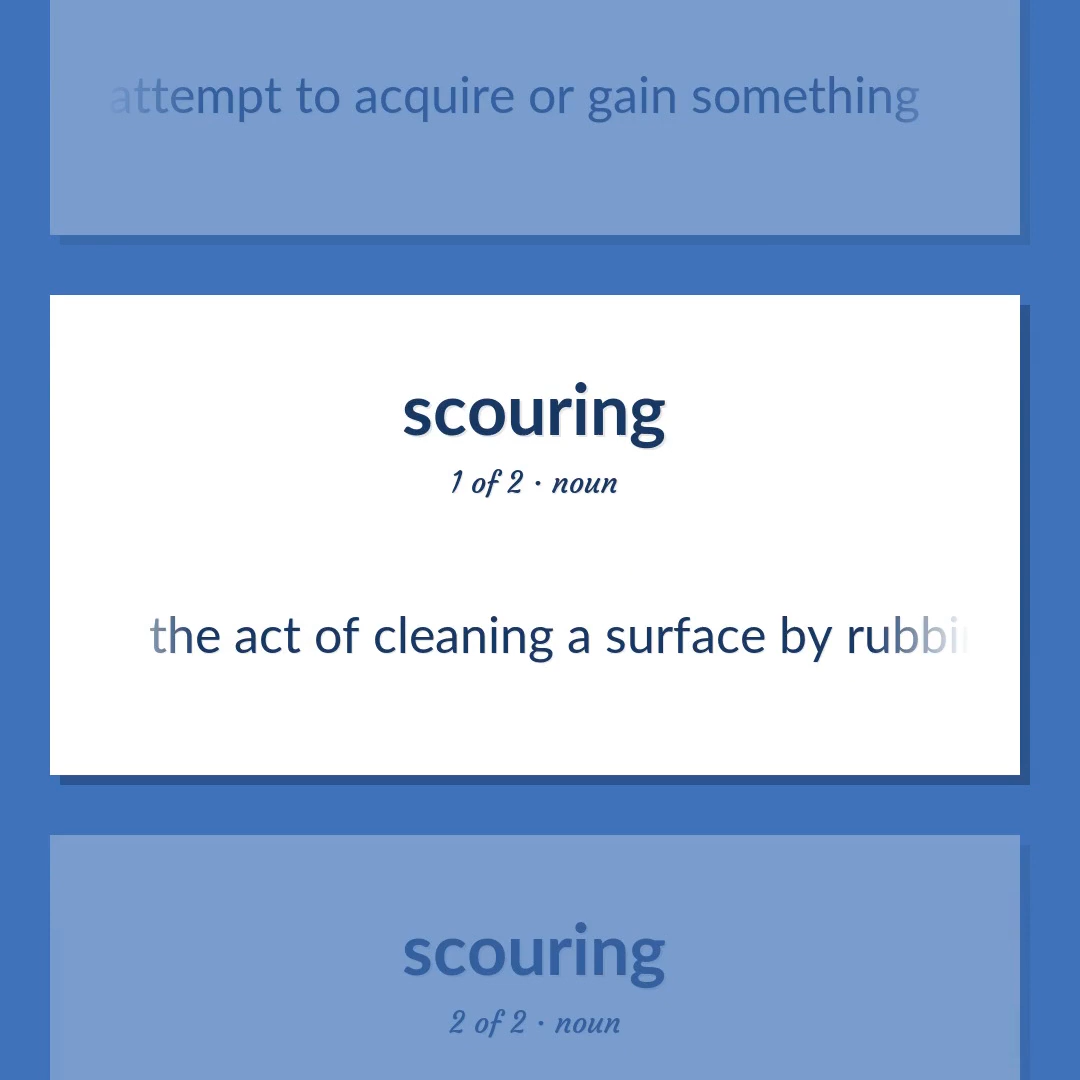 attempt to acquire or gain something
scouring
1 of 2 · noun
the act of cleaning a surface by
scouring
2 of 2 · noun